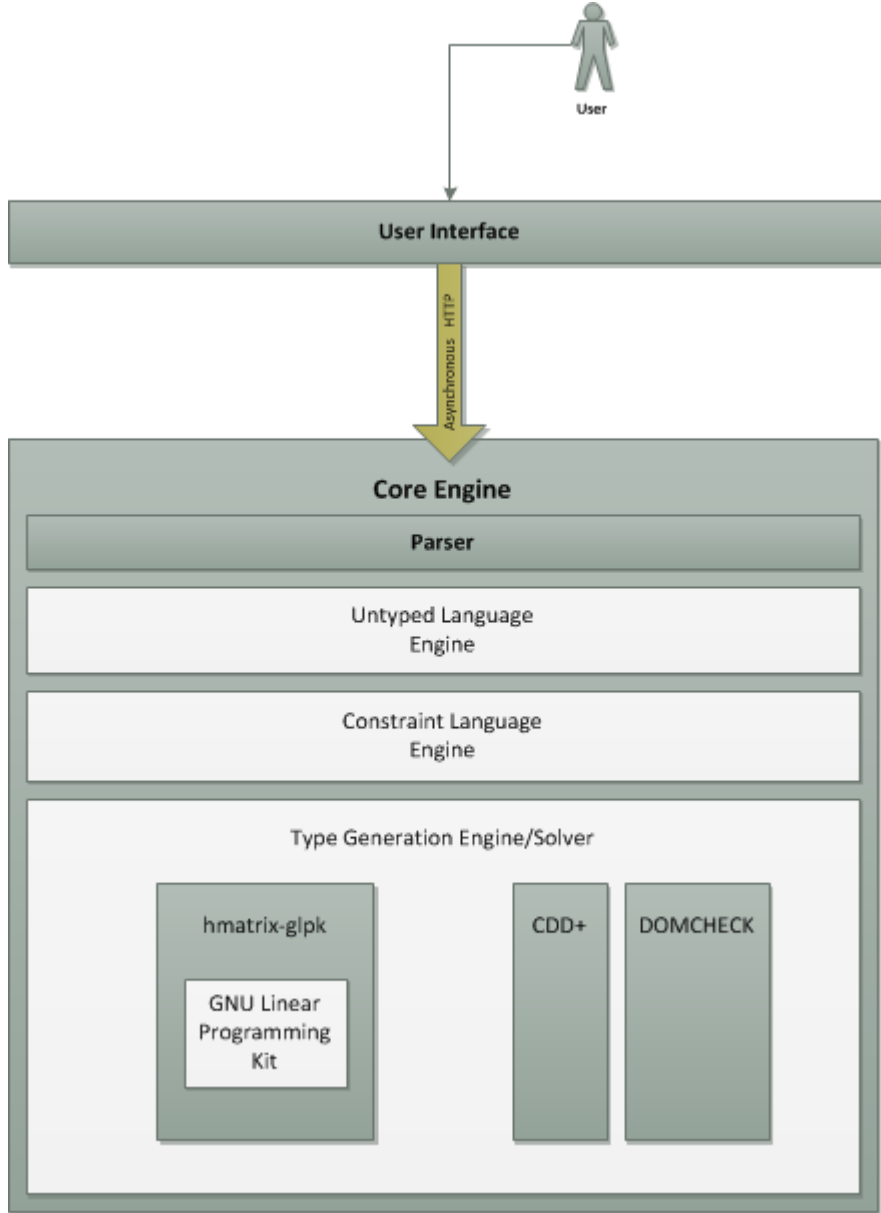 User
User Interface
Asynchronous HTTP
Core Engine
Parser
Untyped Language
Engine
Constraint Language
Engine
Type Generation Engine/Solver
hmatrix-glpk
GNU Linear
Programming
Kit
CDD+
DOMCHECK